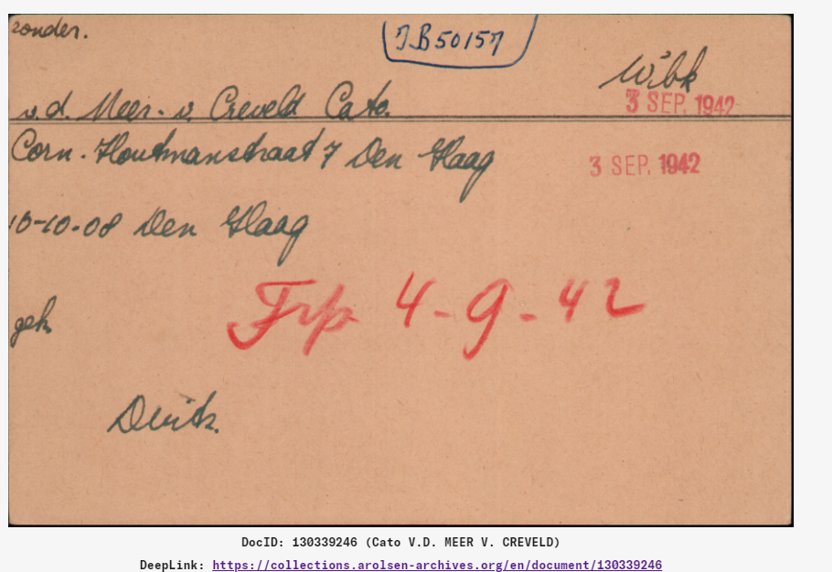 zonder.
JB50157
Wbk
v.d. Meer - v. Creveld Cato.
3 SEP. 1942
Corn. Houtmanstraat 7 Den Haag
3 SEP. 1942
10-10-08 Den Haag
Trp 4-9-42
geh.
DocID: 130339246 (Cato V.D. MEER V. CREVELD)
DeepLink: https://collections.arolsen-archives.org/en/document/130339246